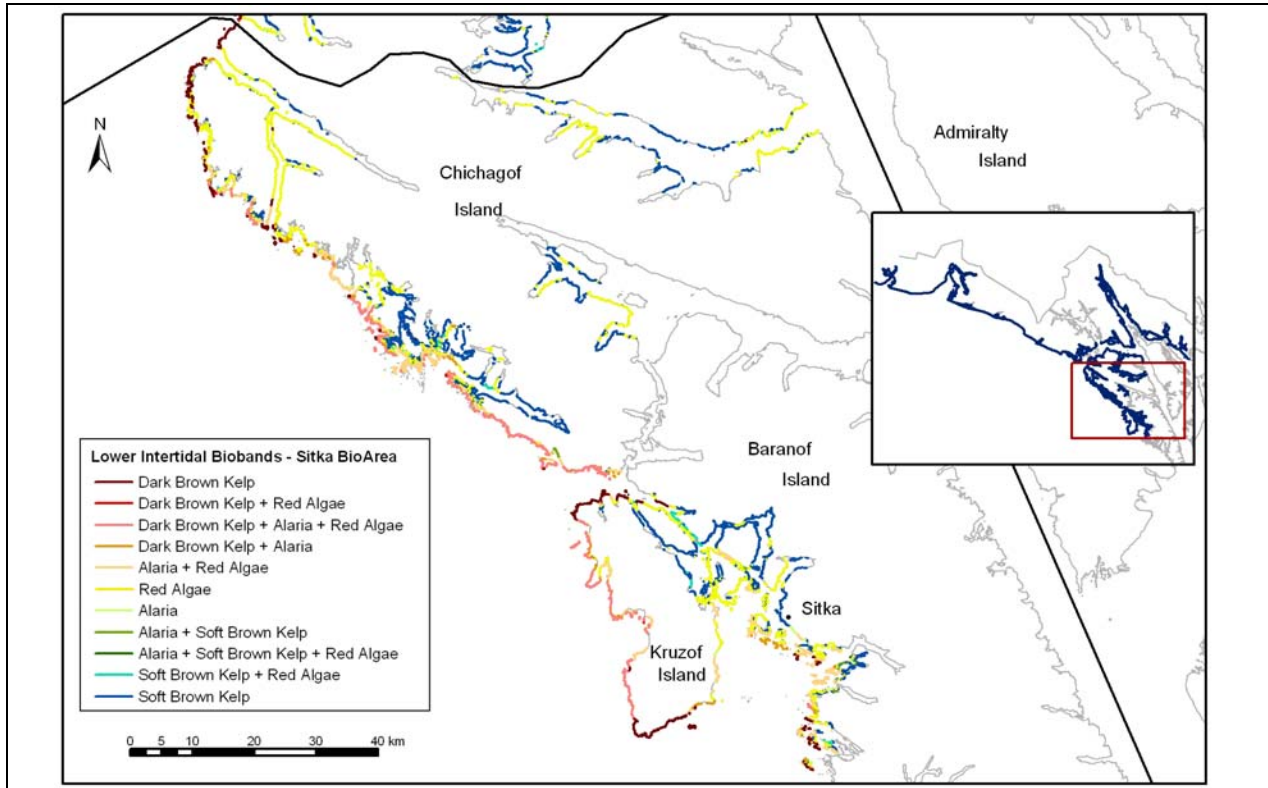 N
Chichagof
Island
Admiralty
Island
Baranof
Island
Sitka
Kruzof
Island
Lower Intertidal Biobands - Sitka BioArea
Dark Brown Kelp
Dark Brown Kelp + Red Algae
Dark Brown Kelp + Alaria + Red Algae
Dark Brown Kelp + Alaria
Alaria + Red Algae
Red Algae
Alaria
Alaria + Soft Brown Kelp
Alaria + Soft Brown Kelp + Red Algae
Soft Brown Kelp + Red Algae
Soft Brown Kelp
0 5 10 20 30 40 km